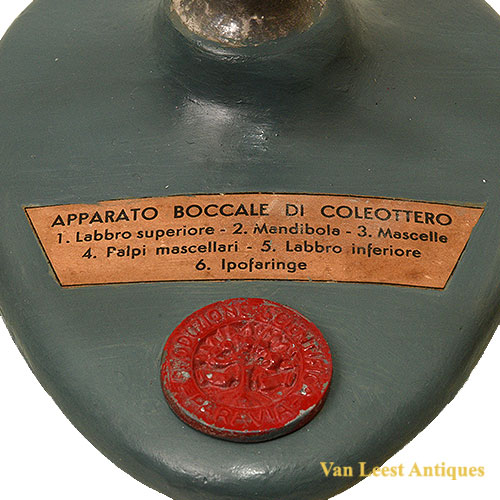 APPARATO BOCCALE DI COLEOTTERO
1. Labbro superiore - 2. Mandibola - 3. Mascelle
4. Palpi mascellari - 5. Labbro inferiore
6. Ipofaringe
Van Leest Antiques